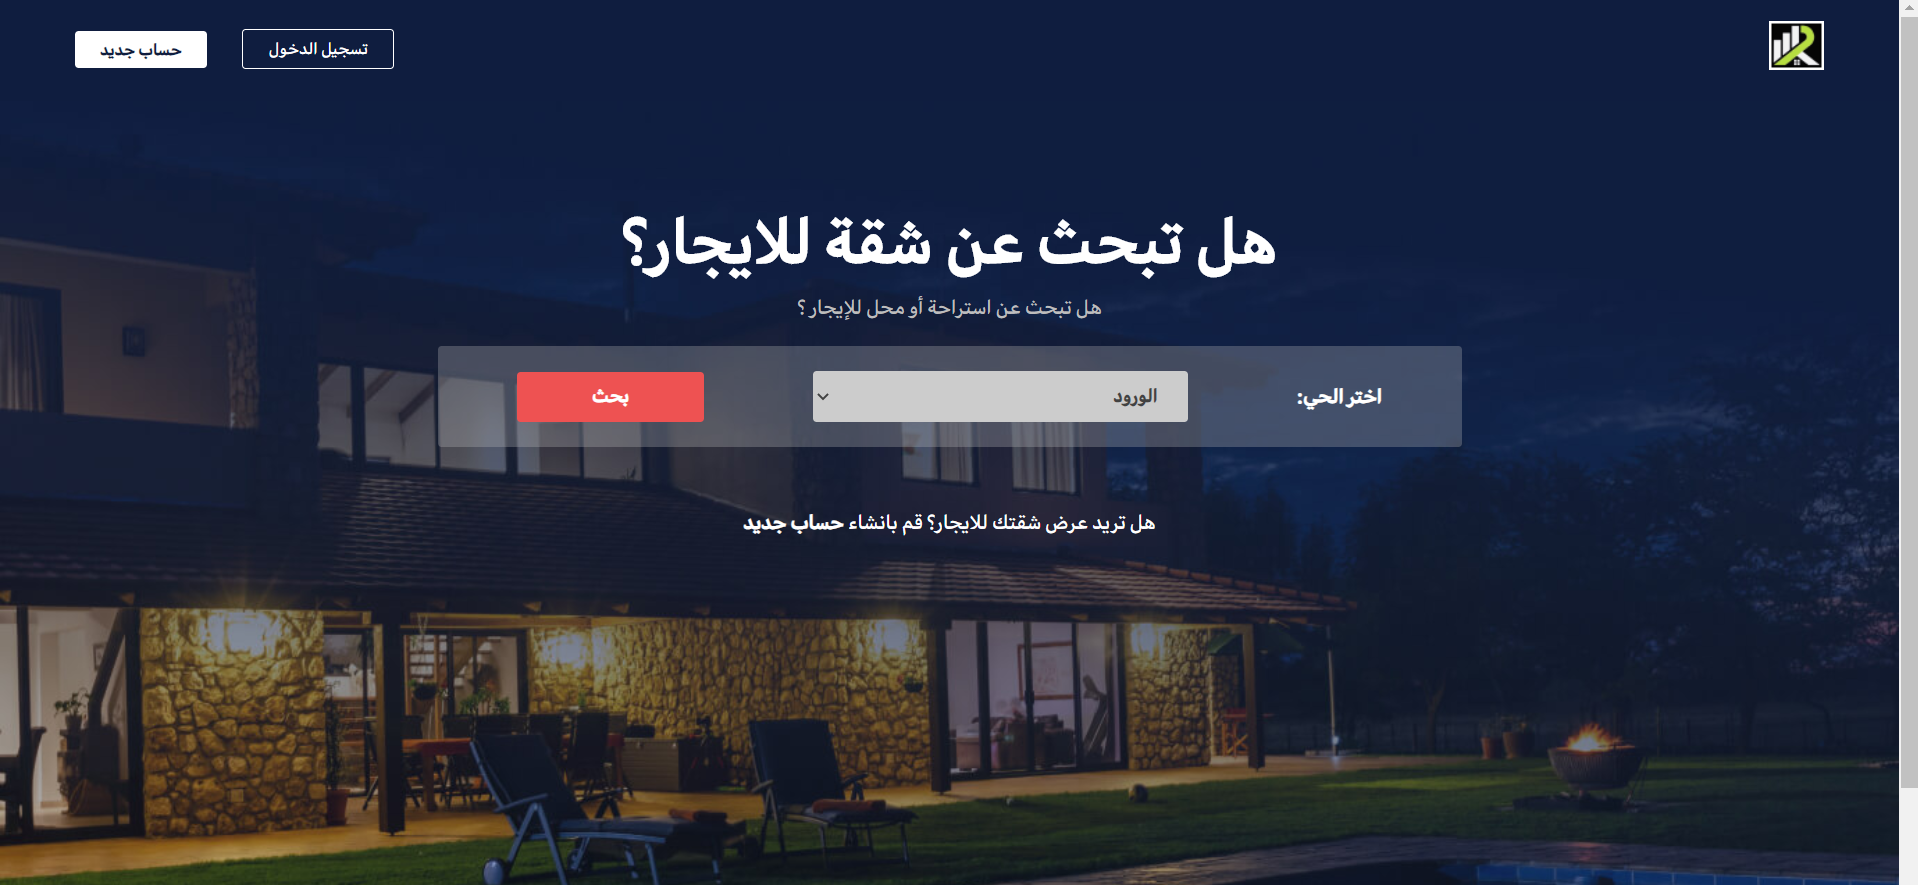 تسجيل الدخول
حساب جديد
هل تبحث عن شقة للايجار؟
هل تبحث عن استراحة أو محل للإيجار ؟
اختر الحي:
الورود
بحث
هل تريد عرض شقتك للايجار؟ قم بانشاء حساب جديد